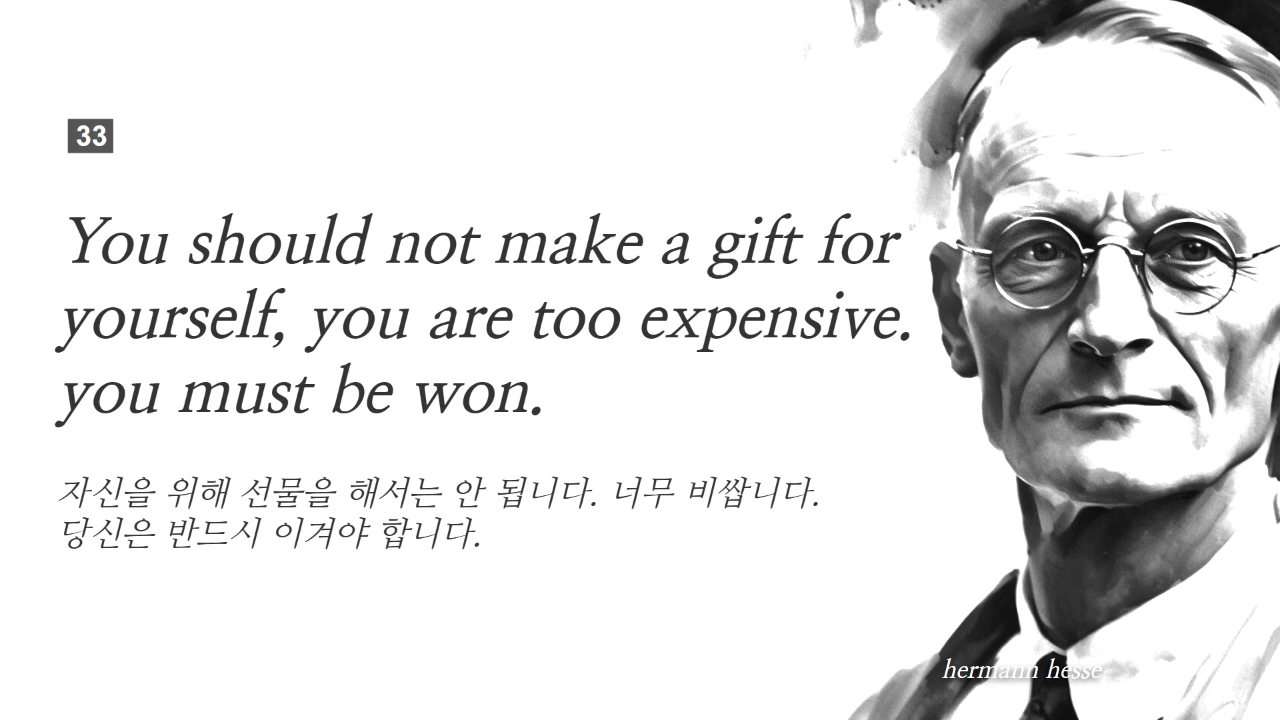 33
You should not make a gift for
yourself, you are too expensive.
you must be won.
자신을 위해 선물을 해서는 안 됩니다. 너무 비쌉니다.
당신은 반드시 이겨야 합니다.
hermann hesse